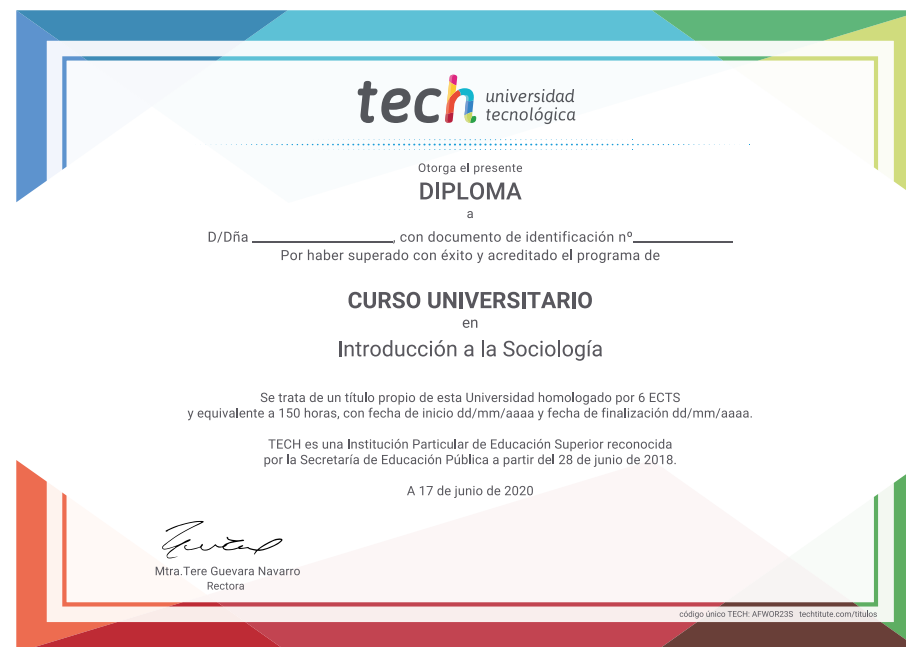 tech universidad
tecnológica
Otorga el presente
DIPLOMA
a
D/Dña ____________________, con documento de identificación nº______________
Por haber superado con éxito y acreditado el programa de
CURSO UNIVERSITARIO
en
Introducción a la Sociología
Se trata de un título propio de esta Universidad homologado por 6 ECTS
y equivalente a 150 horas, con fecha de inicio dd/mm/aaaa y fecha de finalización dd/mm/aaaa.
TECH es una Institución Particular de Educación Superior reconocida
por la Secretaría de Educación Pública a partir del 28 de junio de 2018.
A 17 de junio de 2020
Mtra.Tere Guevara Navarro
Rectora
código único TECH: AFWOR23S techtitute.com/titulos